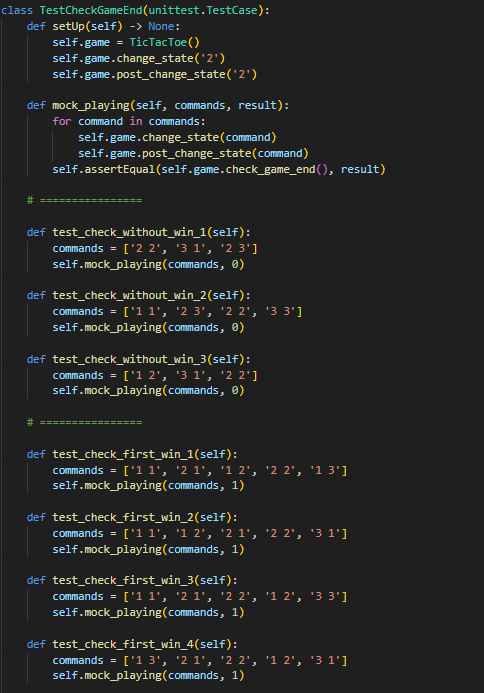 class TestCheckGameEnd(unittest.TestCase):
    def setUp(self) -> None:
        self.game = TicTacToe()
        self.game.change_state('2')
        self.game.post_change_state('2')

    def mock_playing(self, commands, result):
        for command in commands:
            self.game.change_state(command)
            self.game.post_change_state(command)
        self.assertEqual(self.game.check_game_end(), result)

    # ================

    def test_check_without_win_1(self):
        commands = ['2 2', '3 1', '2 3']
        self.mock_playing(commands, 0)

    def test_check_without_win_2(self):
        commands = ['1 1', '2 3', '2 2', '3 3']
        self.mock_playing(commands, 0)

    def test_check_without_win_3(self):
        commands = ['1 2', '3 1', '2 2']
        self.mock_playing(commands, 0)

    # ================

    def test_check_first_win_1(self):
        commands = ['1 1', '2 1', '1 2', '2 2', '1 3']
        self.mock_playing(commands, 1)

    def test_check_first_win_2(self):
        commands = ['1 1', '1 2', '2 1', '2 2', '3 1']
        self.mock_playing(commands, 1)

    def test_check_first_win_3(self):
        commands = ['1 1', '2 1', '2 2', '1 2', '3 3']
        self.mock_playing(commands, 1)

    def test_check_first_win_4(self):
        commands = ['1 3', '2 1', '2 2', '1 2', '3 1']
        self.mock_playing(commands, 1)